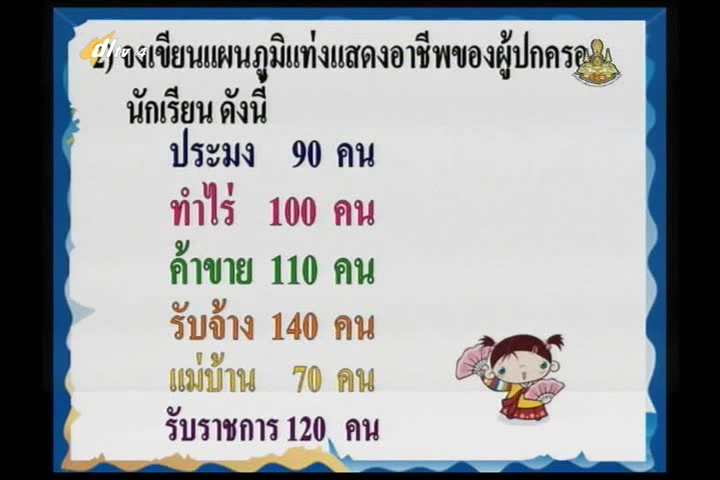 dltv 4
2) จงเขียนแผนภูมิแท่งแสดงอาชีพของผู้ปกครอง
นักเรียน ดังนี้
ประมง 90 คน
ทำไร่ 100 คน
ค้าขาย 110 คน
รับจ้าง 140 คน
แม่บ้าน 70 คน
รับราชการ 120 คน